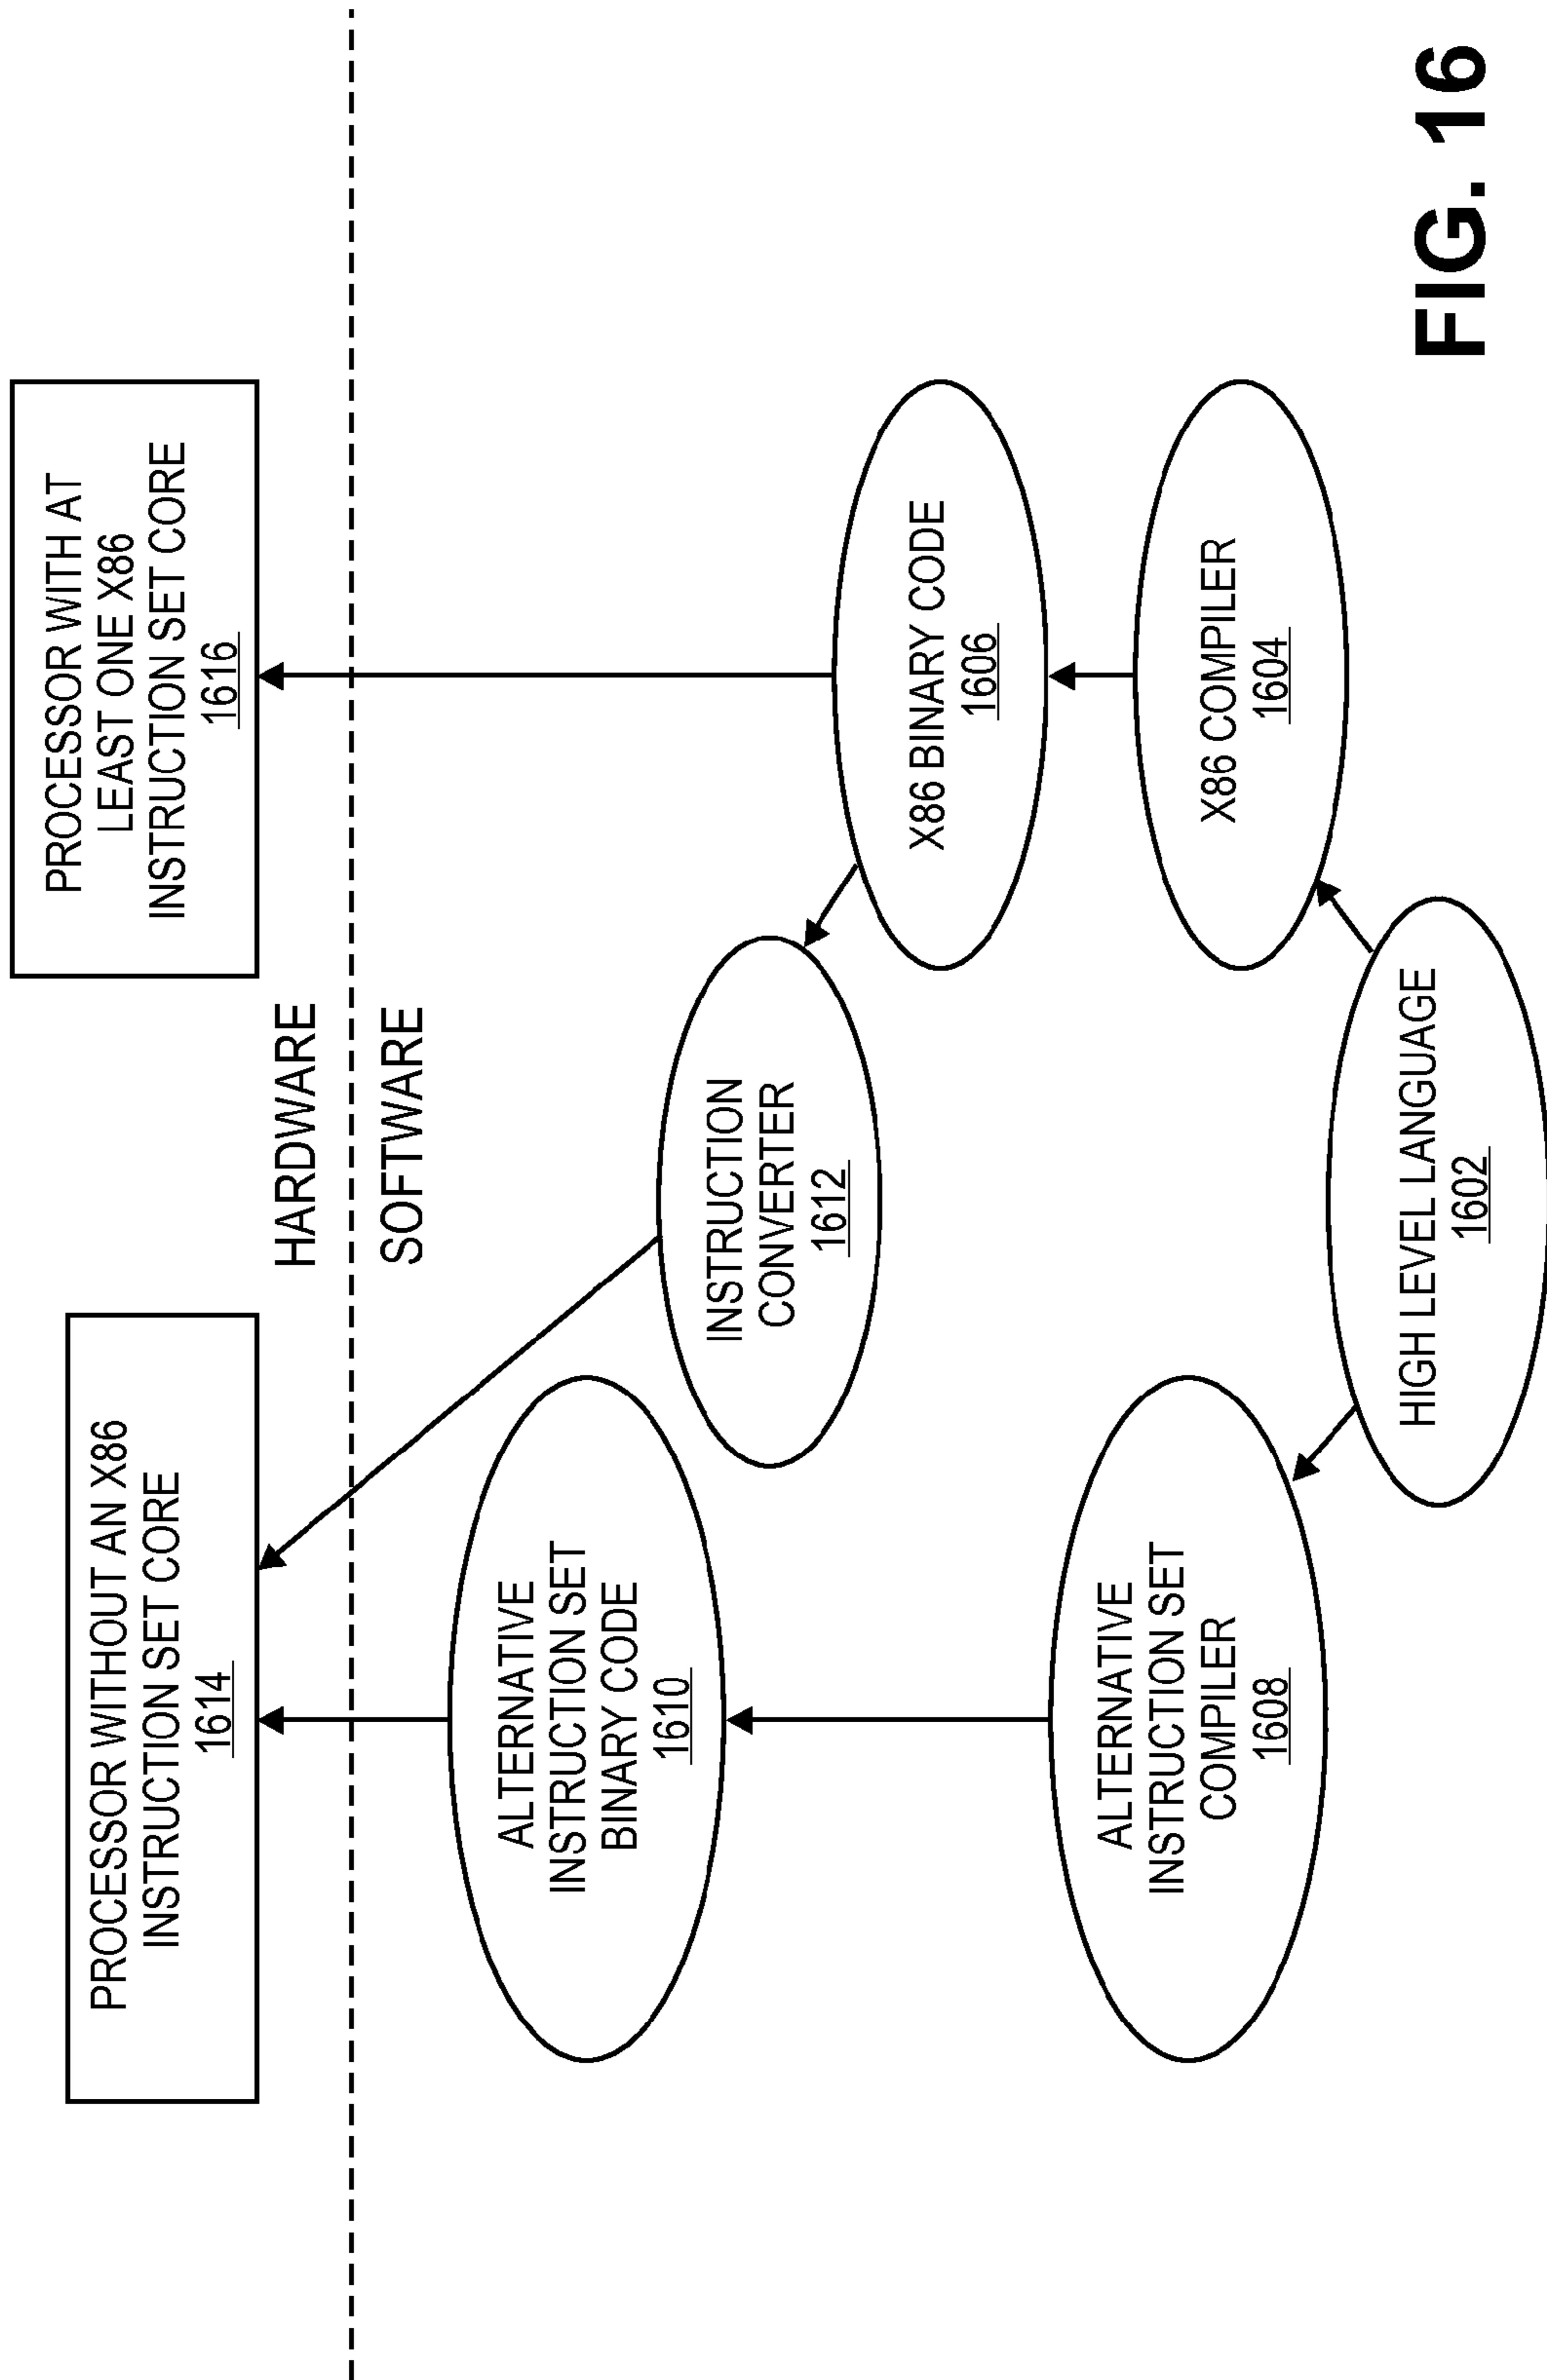 PROCESSOR WITHOUT AN X86
INSTRUCTION SET CORE
1614
PROCESSOR WITH AT
LEAST ONE X86
INSTRUCTION SET CORE
1616
HARDWARE
SOFTWARE
ALTERNATIVE
INSTRUCTION SET
BINARY CODE
1610
INSTRUCTION
CONVERTER
1612
X86 BINARY CODE
1606
ALTERNATIVE
INSTRUCTION SET
COMPILER
1608
X86 COMPILER
1604
HIGH LEVEL LANGUAGE
1602
FIG. 16